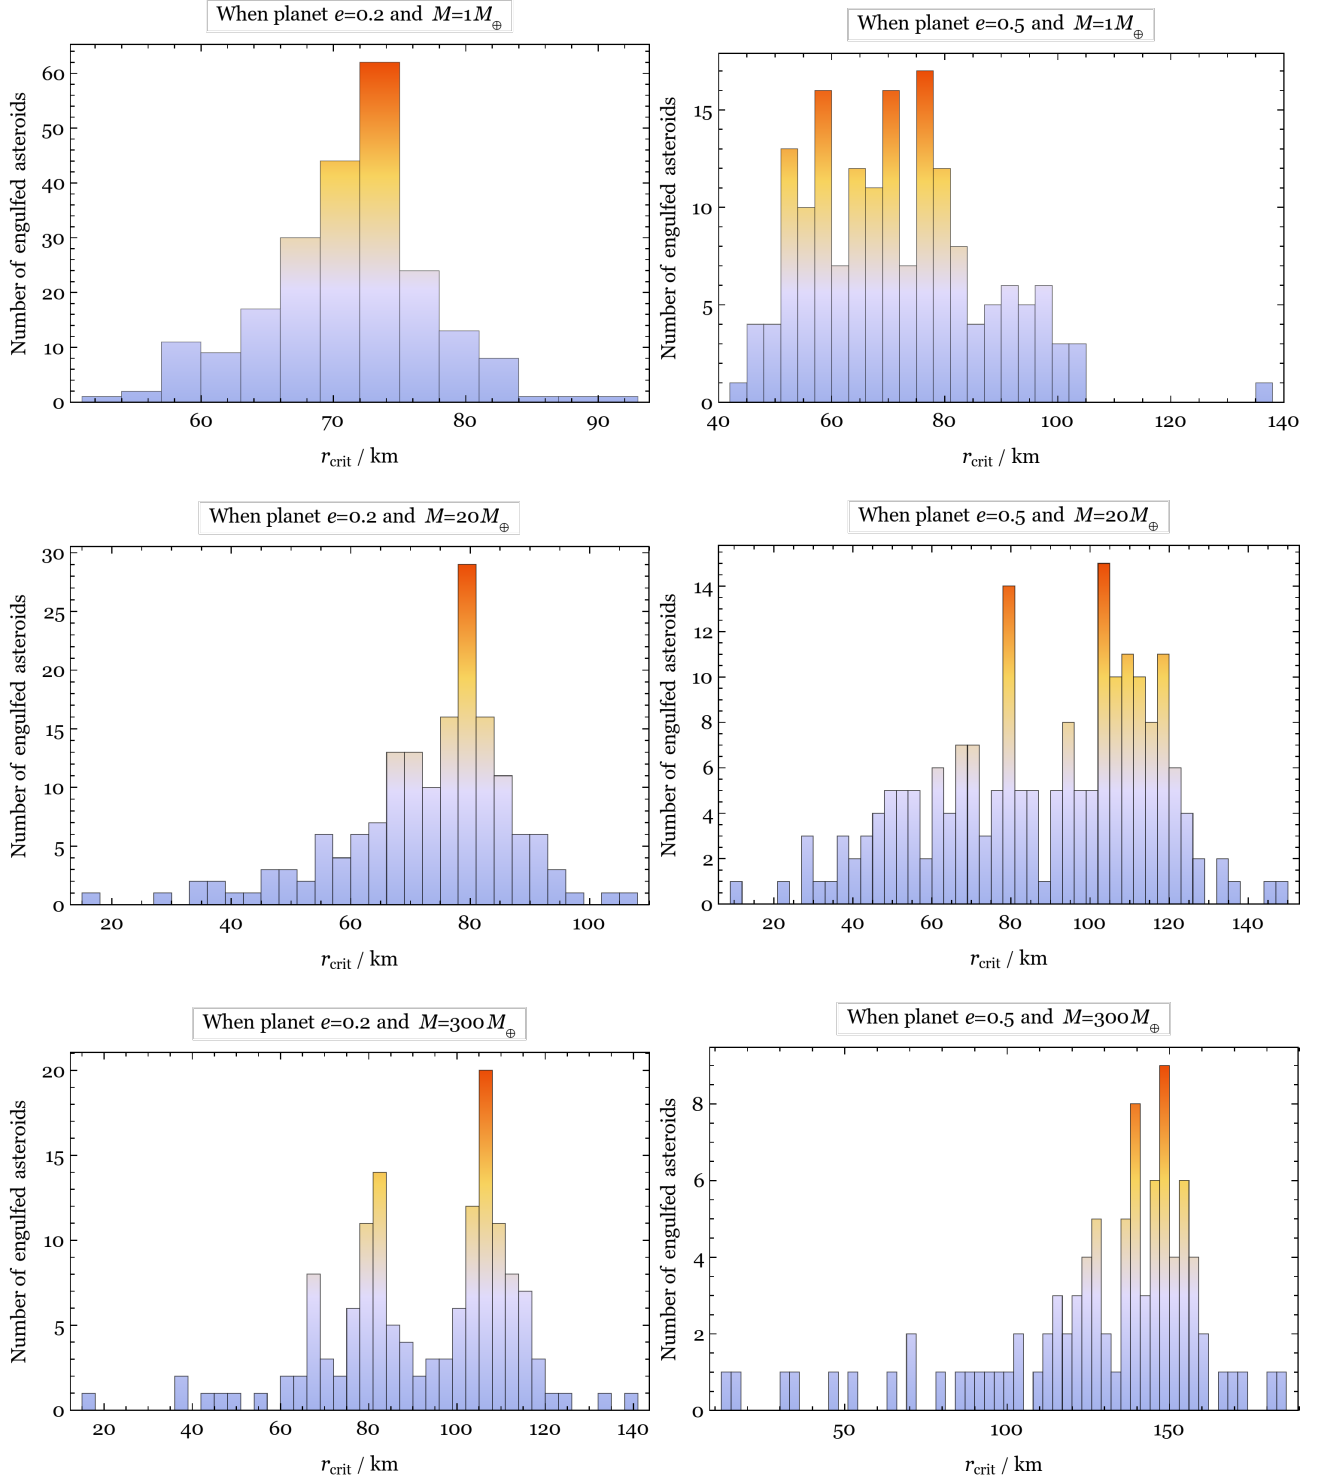 When planet e=0.2 and M=1M⊕
Number of engulfed asteroids
60
50
40
30
20
10
0
60 70 80 90
r_crit / km
When planet e=0.5 and M=1M⊕
Number of engulfed asteroids
15
10
5
0
40 60 80 100 120 140
r_crit / km
When planet e=0.2 and M=20M⊕
Number of engulfed asteroids
30
25
20
15
10
5
0
20 40 60 80 100
r_crit / km
When planet e=0.5 and M=20M⊕
Number of engulfed asteroids
14
12
10
8
6
4
2
0
20 40 60 80 100 120 140
r_crit / km
When planet e=0.2 and M=300M⊕
Number of engulfed asteroids
20
15
10
5
0
20 40 60 80 100 120 140
r_crit / km
When planet e=0.5 and M=300M⊕
Number of engulfed asteroids
8
6
4
2
0
50 100 150
r_crit / km